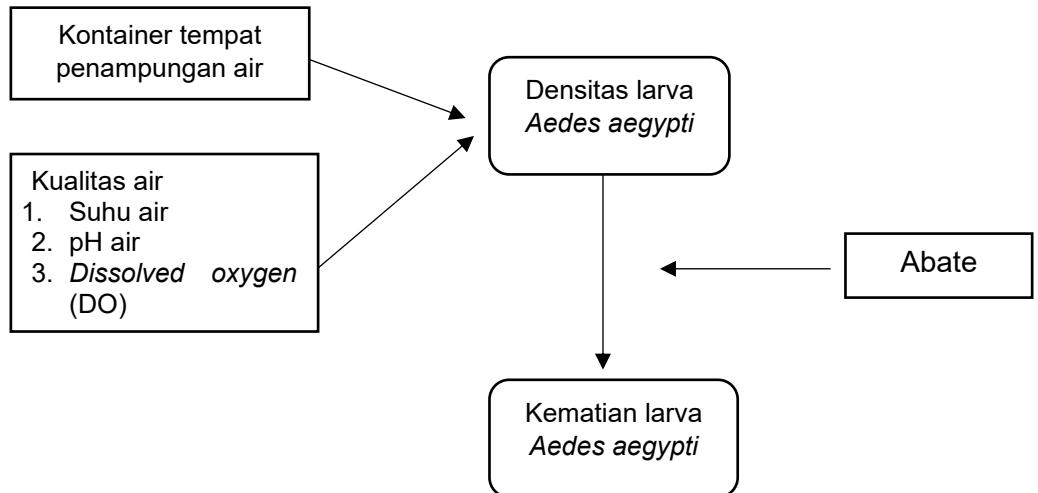 Kontainer tempat
penampungan air
Densitas larva
Aedes aegypti
Kualitas air
1. Suhu air
2. pH air
3. Dissolved oxygen
(DO)
Abate
Kematian larva
Aedes aegypti